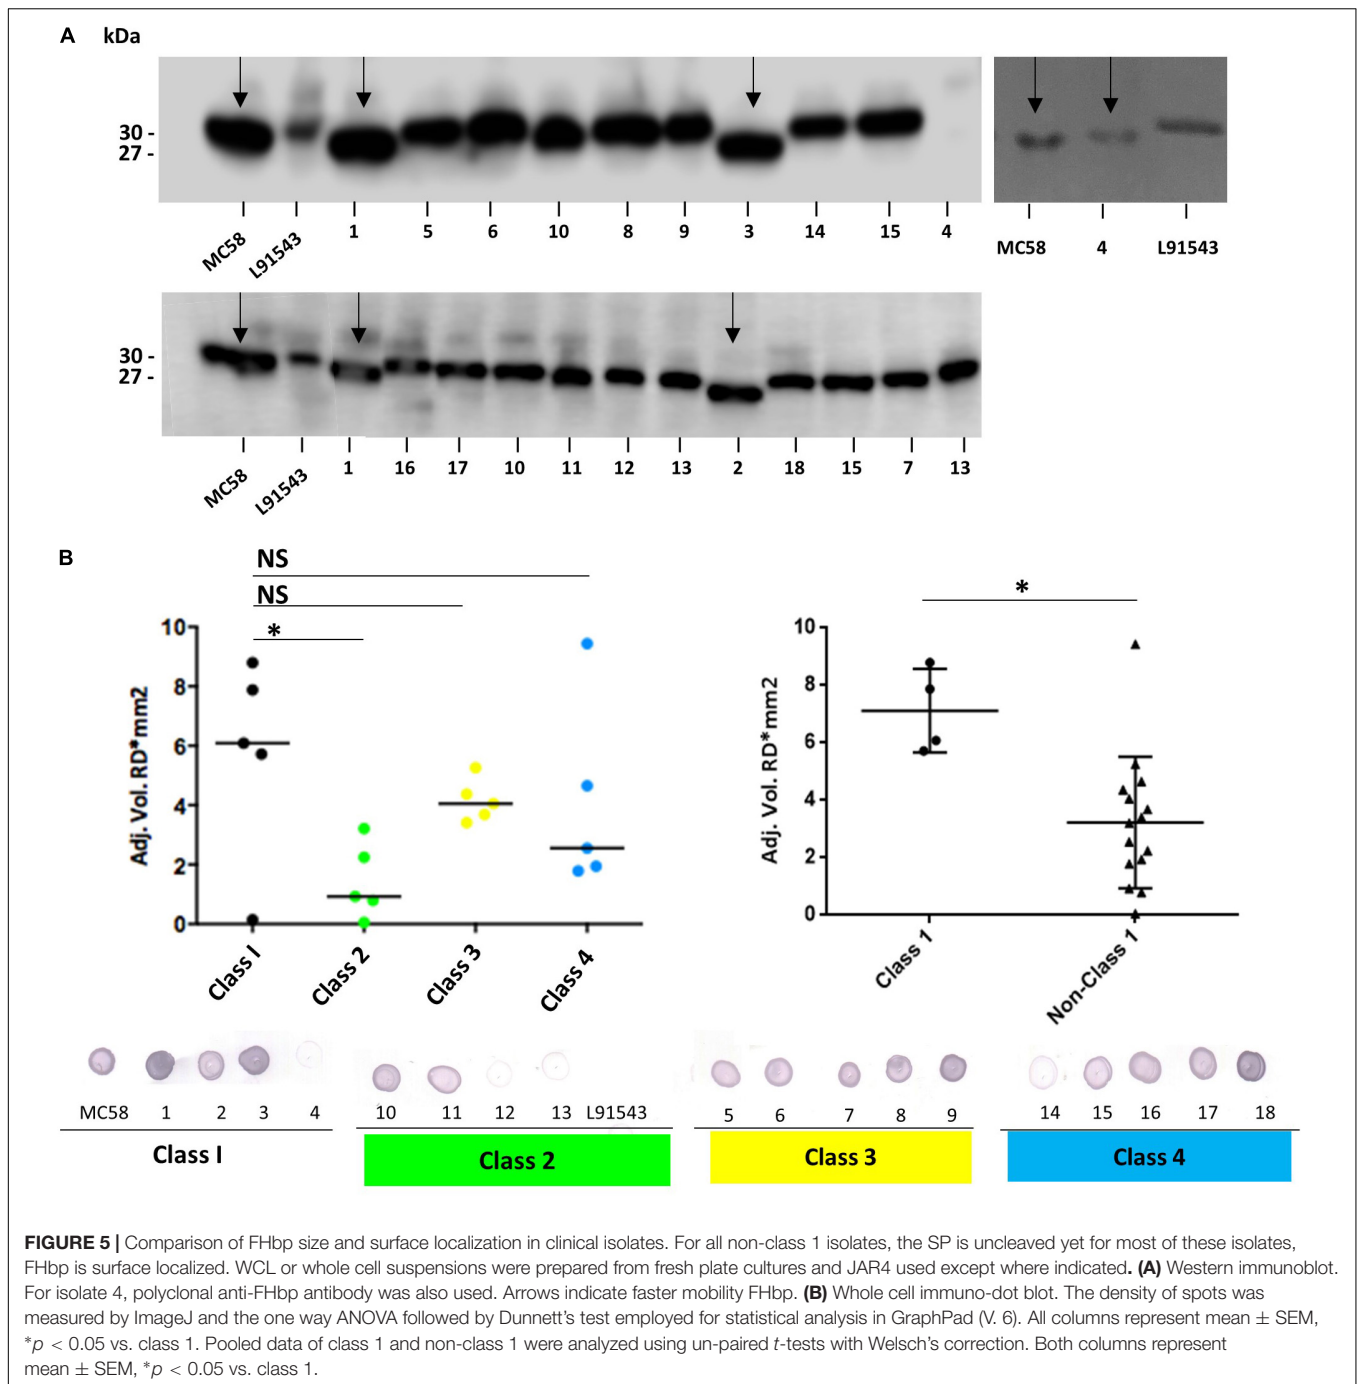 A kDa
30 -
27 -
MC58 L91543 1 5 6 10 8 9 3 14 15 4
MC58 4 L91543
30 -
27 -
MC58 L91543 1 16 17 10 11 12 13 2 18 15 7 13
B
NS
NS
*
Adj. Vol. RD*mm2
10
8
6
4
2
0
Class I Class 2 Class 3 Class 4
*
Adj. Vol. RD*mm2
10
8
6
4
2
0
Class 1 Non-Class 1
MC58 1 2 3 4 10 11 12 13 L91543 5 6 7 8 9 14 15 16 17 18
Class I Class 2 Class 3 Class 4
FIGURE 5 | Comparison of FHbp size and surface localization in clinical isolates. For all non-class 1 isolates, the SP is uncleaved yet for most of these isolates,
FHbp is surface localized. WCL or whole cell suspensions were prepared from fresh plate cultures and JAR4 used except where indicated. (A) Western immunoblot.
For isolate 4, polyclonal anti-FHbp antibody was also used. Arrows indicate faster mobility FHbp. (B) Whole cell immuno-dot blot. The density of spots was
measured by ImageJ and the one way ANOVA followed by Dunnett's test employed for statistical analysis in GraphPad (V. 6). All columns represent mean ± SEM,
*p < 0.05 vs. class 1. Pooled data of class 1 and non-class 1 were analyzed using un-paired t-tests with Welsch's correction. Both columns represent
mean ± SEM, *p < 0.05 vs. class 1.